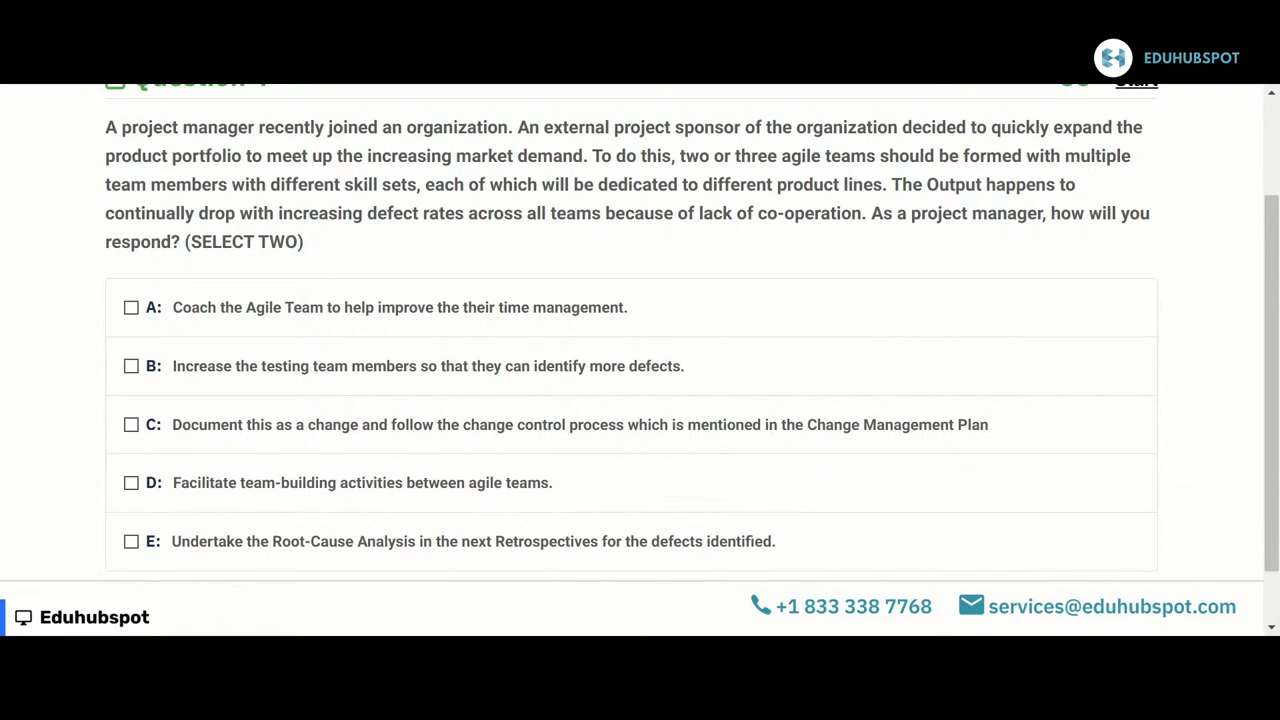 EDUHUBSPOT
A project manager recently joined an organization. An external project sponsor of the organization decided to quickly expand the
product portfolio to meet up the increasing market demand. To do this, two or three agile teams should be formed with multiple
team members with different skill sets, each of which will be dedicated to different product lines. The Output happens to
continually drop with increasing defect rates across all teams because of lack of co-operation. As a project manager, how will you
respond? (SELECT TWO)
A: Coach the Agile Team to help improve the their time management.
B: Increase the testing team members so that they can identify more defects.
C: Document this as a change and follow the change control process which is mentioned in the Change Management Plan
D: Facilitate team-building activities between agile teams.
E: Undertake the Root-Cause Analysis in the next Retrospectives for the defects identified.
Eduhubspot
+1 833 338 7768
services@eduhubspot.com